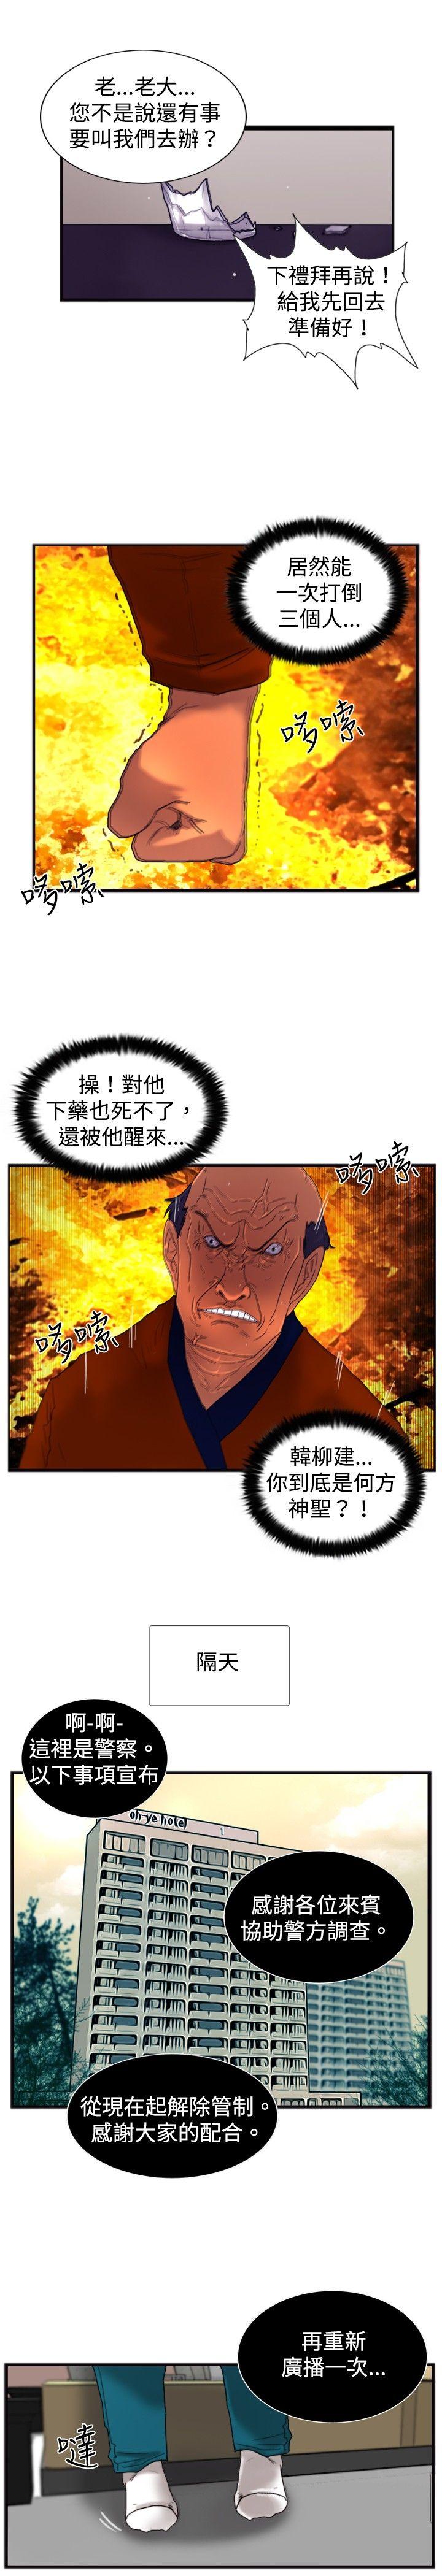 老...老大...
您不是說還有事
要叫我們去辦？
下禮拜再說！
給我先回去
準備好！
居然能
一次打倒
三個人...
哆嗦
哆嗦
操！對他
下藥也死不了，
還被他醒來...
哆嗦
哆嗦
韓柳建...
你到底是何方
神聖？！
隔天
啊-啊-
這裡是警察。
以下事項宣布
oh-ye hotel
感謝各位來賓
協助警方調查。
從現在起解除管制。
感謝大家的配合。
再重新
廣播一次...
噠